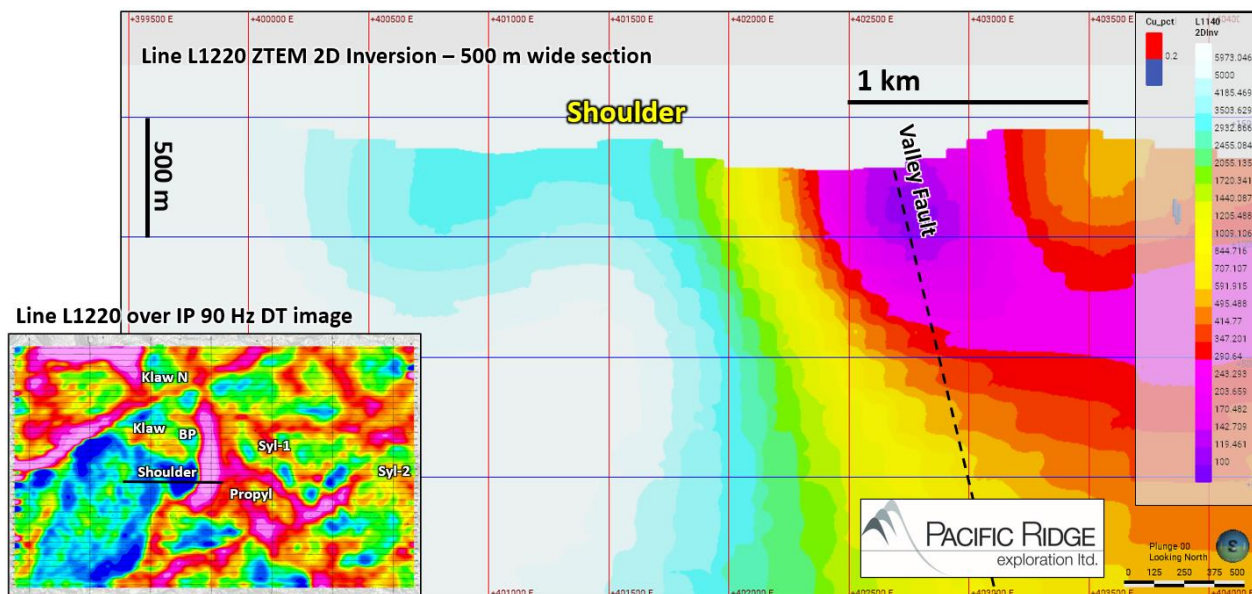 +399500 E
+400000 E
+400500 E
+401000 E
+401500 E
+402000 E
+402500 E
+403000 E
+403500 E
Line L1220 ZTEM 2D Inversion – 500 m wide section
Shoulder
1 km
500 m
Valley Fault
Cu_pct
0.2
L1140
2DInv
5973.046
5000
4185.469
3503.629
2932.866
2455.084
2055.135
1720.341
1440.087
1205.488
1009.106
844.716
707.107
591.915
495.488
414.77
347.201
290.64
243.293
203.659
170.482
142.709
119.461
100
Line L1220 over IP 90 Hz DT image
Klaw N
Klaw
BP
Syl-1
Shoulder
Syl-2
Propyl
PACIFIC RIDGE
exploration ltd.
Plunge 00
Looking North
S
0 125 250 375 500
+400500 E
+401000 E
+401500 E
+402000 E
+402500 E
+403000 E
+403500 E
+404000 E